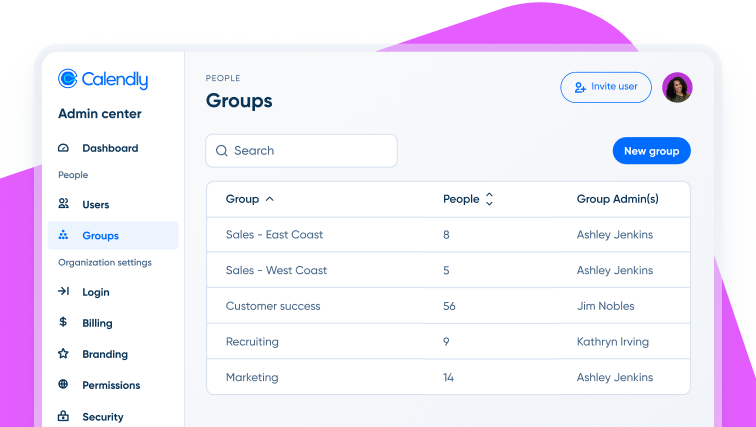 Calendly
Admin center
Dashboard
People
Users
Groups
Organization settings
Login
Billing
Branding
Permissions
Security
PEOPLE
Groups
Invite user
Search
New group
Group People Group Admin(s)
Sales - East Coast 8 Ashley Jenkins
Sales - West Coast 5 Ashley Jenkins
Customer success 56 Jim Nobles
Recruiting 9 Kathryn Irving
Marketing 14 Ashley Jenkins